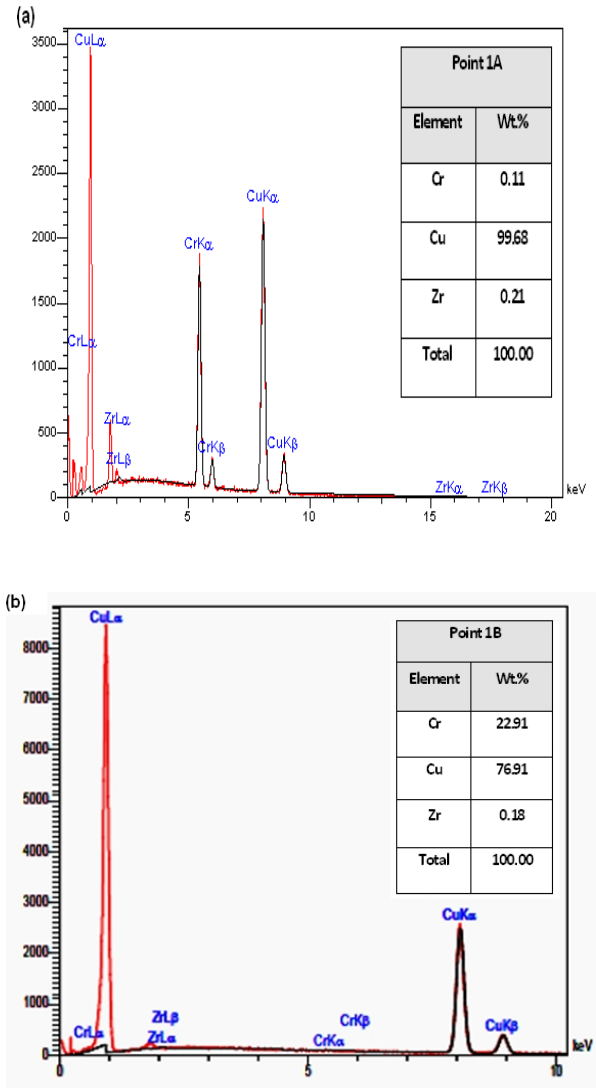 (a)
CuLα
3500
3000
2500
2000
1500
1000
500
0
CrLα
ZrLα
ZrLβ
CrKα
CrKβ
CuKα
CuKβ
ZrKα ZrKβ
0 5 10 15 20 keV
Point 1A
Element Wt.%
Cr 0.11
Cu 99.68
Zr 0.21
Total 100.00
(b)
CuLα
8000
7000
6000
5000
4000
3000
2000
1000
0
CrLα
ZrLβ
ZrLα
CrKβ
CrKα
CuKα
CuKβ
0 5 10 keV
Point 1B
Element Wt.%
Cr 22.91
Cu 76.91
Zr 0.18
Total 100.00